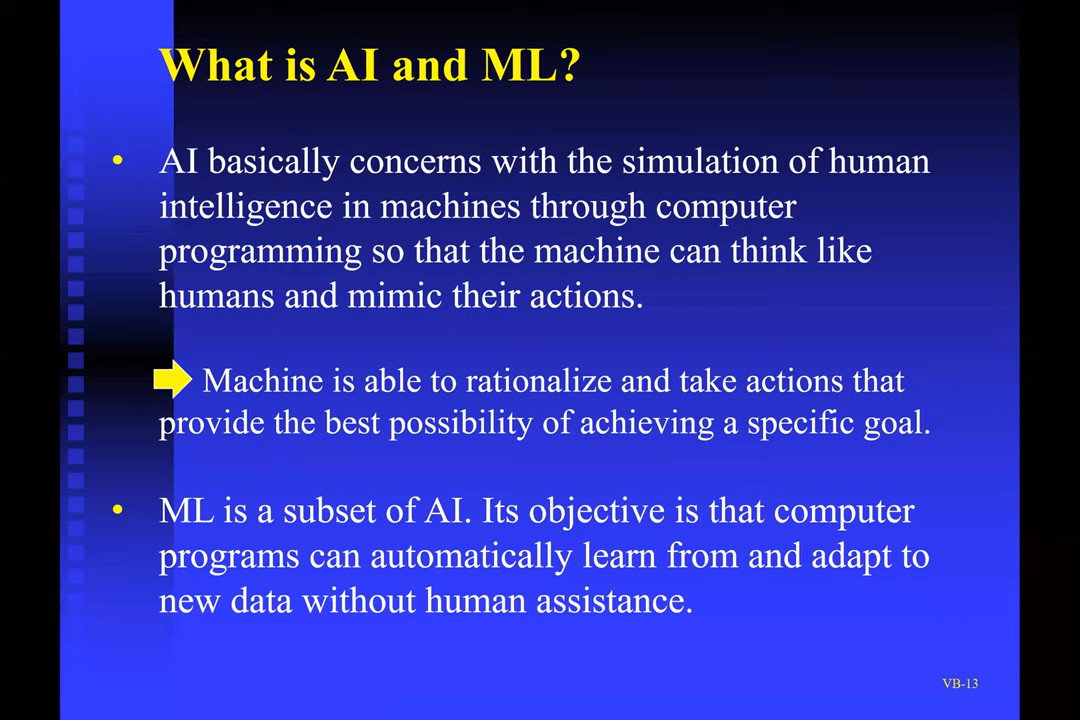 What is AI and ML?
• AI basically concerns with the simulation of human
intelligence in machines through computer
programming so that the machine can think like
humans and mimic their actions.
Machine is able to rationalize and take actions that
provide the best possibility of achieving a specific goal.
• ML is a subset of AI. Its objective is that computer
programs can automatically learn from and adapt to
new data without human assistance.
VB-13